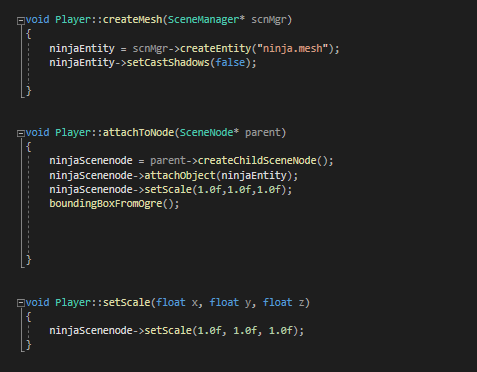 void Player::createMesh(SceneManager* scnMgr)
{
ninjaEntity = scnMgr->createEntity("ninja.mesh");
ninjaEntity->setCastShadows(false);
}
void Player::attachToNode(SceneNode* parent)
{
ninjaScenenode = parent->createChildSceneNode();
ninjaScenenode->attachObject(ninjaEntity);
ninjaScenenode->setScale(1.0f,1.0f,1.0f);
boundingBoxFromOgre();
}
void Player::setScale(float x, float y, float z)
{
ninjaScenenode->setScale(1.0f, 1.0f, 1.0f);
}